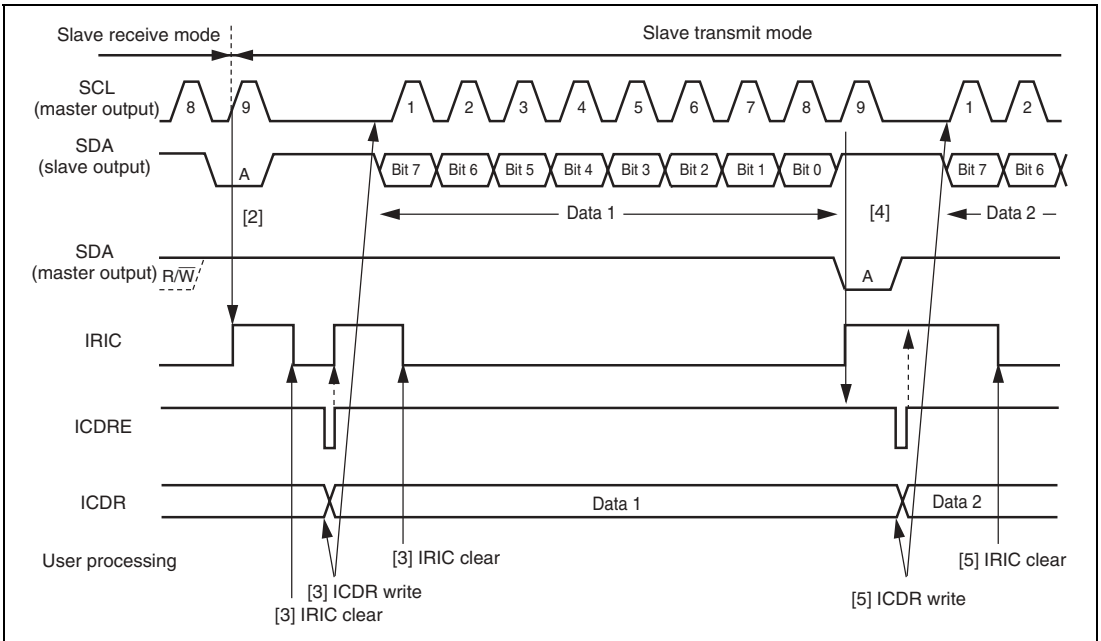 Slave receive mode
Slave transmit mode
SCL
(master output)
8 9 1 2 3 4 5 6 7 8 9 1 2
SDA
(slave output)
A Bit 7 Bit 6 Bit 5 Bit 4 Bit 3 Bit 2 Bit 1 Bit 0 Bit 7 Bit 6
[2] Data 1 [4] Data 2
SDA
(master output)
R/W̅
A
IRIC
ICDRE
ICDR
Data 1 Data 2
User processing
[3] IRIC clear
[5] IRIC clear
[3] ICDR write
[5] ICDR write
[3] IRIC clear